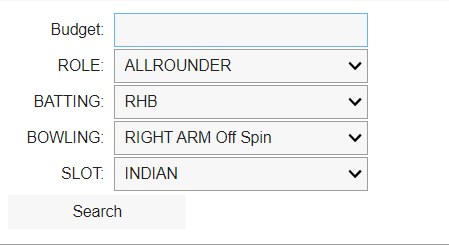 Budget:
ROLE: ALLROUNDER
BATTING: RHB
BOWLING: RIGHT ARM Off Spin
SLOT: INDIAN
Search